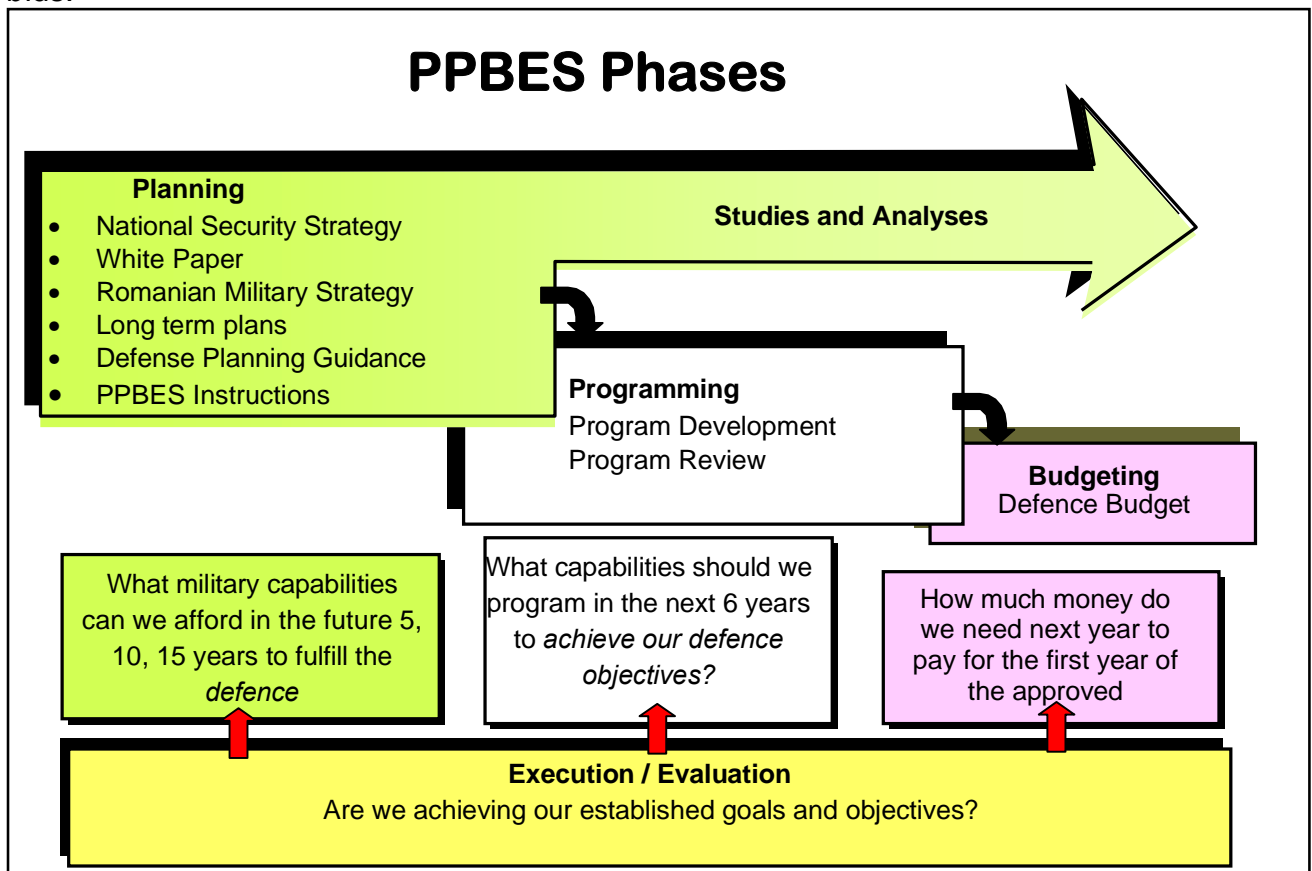 PPBES Phases
Planning
• National Security Strategy
• White Paper
• Romanian Military Strategy
• Long term plans
• Defense Planning Guidance
• PPBES Instructions
Studies and Analyses
Programming
Program Development
Program Review
Budgeting
Defence Budget
What military capabilities
can we afford in the future 5,
10, 15 years to fulfill the
defence
What capabilities should we
program in the next 6 years
to achieve our defence
objectives?
How much money do
we need next year to
pay for the first year of
the approved
Execution / Evaluation
Are we achieving our established goals and objectives?